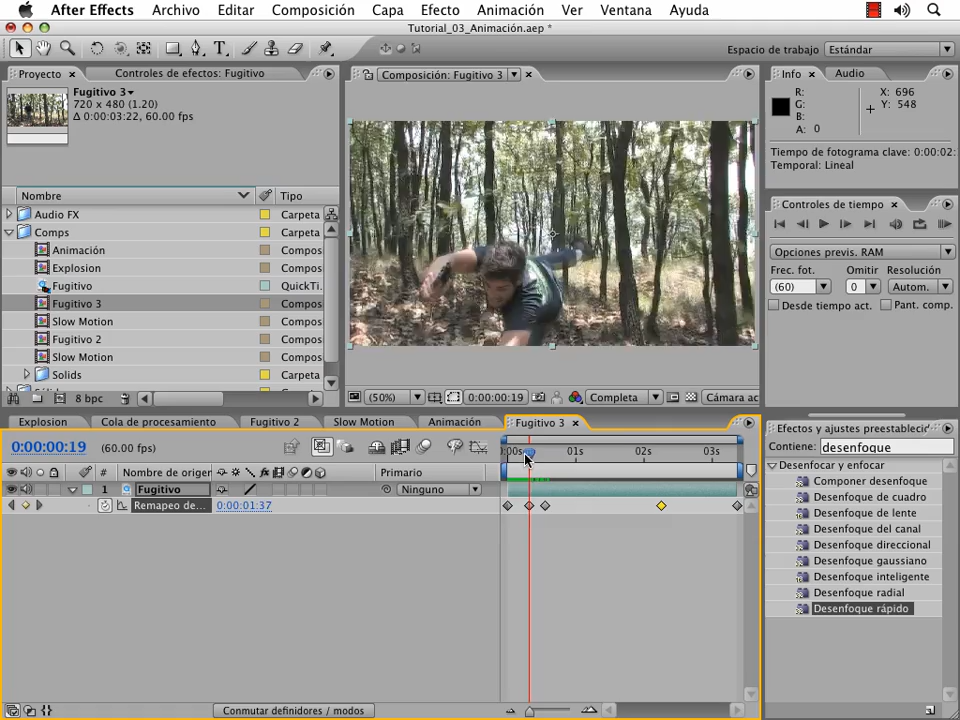 After Effects Archivo Editar Composición Capa Efecto Animación Ver Ventana Ayuda
Tutorial_03_Animación.aep *
Espacio de trabajo Estándar
Proyecto Controles de efectos: Fugitivo
Composición: Fugitivo 3
Info Audio
Fugitivo 3
720 x 480 (1.20)
Δ 0:00:03:22, 60.00 fps
R:
G:
B:
A: 0
X: 696
Y: 548
Tiempo de fotograma clave: 0:00:02:
Temporal: Lineal
Nombre Tipo
Audio FX Carpeta
Comps Carpeta
Animación Compos
Explosion Compos
Fugitivo QuickTi.
Fugitivo 3 Compos
Slow Motion Compos
Fugitivo 2 Compos
Slow Motion Compos
Solids Carpeta
8 bpc
Controles de tiempo
Opciones previs. RAM
Frec. fot. Omitir Resolución
(60) 0 Autom.
Desde tiempo act. Pant. comp.
(50%) 0:00:00:19 Completa Cámara ac
Explosion Cola de procesamiento Fugitivo 2 Slow Motion Animación Fugitivo 3
0:00:00:19 (60.00 fps)
:00s 01s 02s 03s
Nombre de origen Primario
1 Fugitivo Ninguno
Remapeo de... 0:00:01:37
Conmutar definidores / modos
Efectos y ajustes preestableci
Contiene: desenfoque
Desenfocar y enfocar
Componer desenfoque
Desenfoque de cuadro
Desenfoque de lente
Desenfoque del canal
Desenfoque direccional
Desenfoque gaussiano
Desenfoque inteligente
Desenfoque radial
Desenfoque rápido